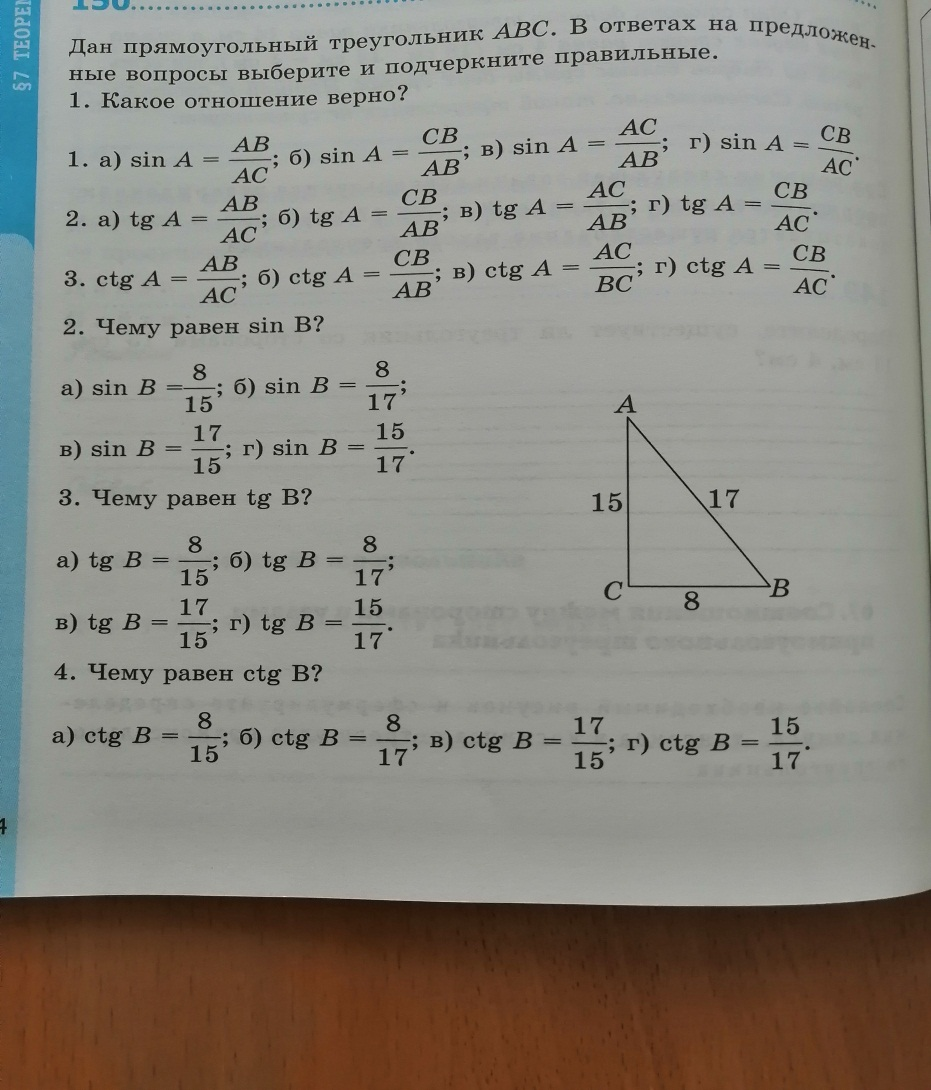 §7 ТЕОРЕМ
150
Дан прямоугольный треугольник ABC. В ответах на предложен-
ные вопросы выберите и подчеркните правильные.
1. Какое отношение верно?
1. а) sin A = AB/AC; б) sin A = CB/AB; в) sin A = AC/AB; г) sin A = CB/AC.
2. а) tg A = AB/AC; б) tg A = CB/AB; в) tg A = AC/AB; г) tg A = CB/AC.
3. ctg A = AB/AC; б) ctg A = CB/AB; в) ctg A = AC/BC; г) ctg A = CB/AC.
2. Чему равен sin B?
а) sin B = 8/15; б) sin B = 8/17;
в) sin B = 17/15; г) sin B = 15/17.
3. Чему равен tg B?
а) tg B = 8/15; б) tg B = 8/17;
в) tg B = 17/15; г) tg B = 15/17.
A
15 17
C 8 B
4. Чему равен ctg B?
а) ctg B = 8/15; б) ctg B = 8/17; в) ctg B = 17/15; г) ctg B = 15/17.
4